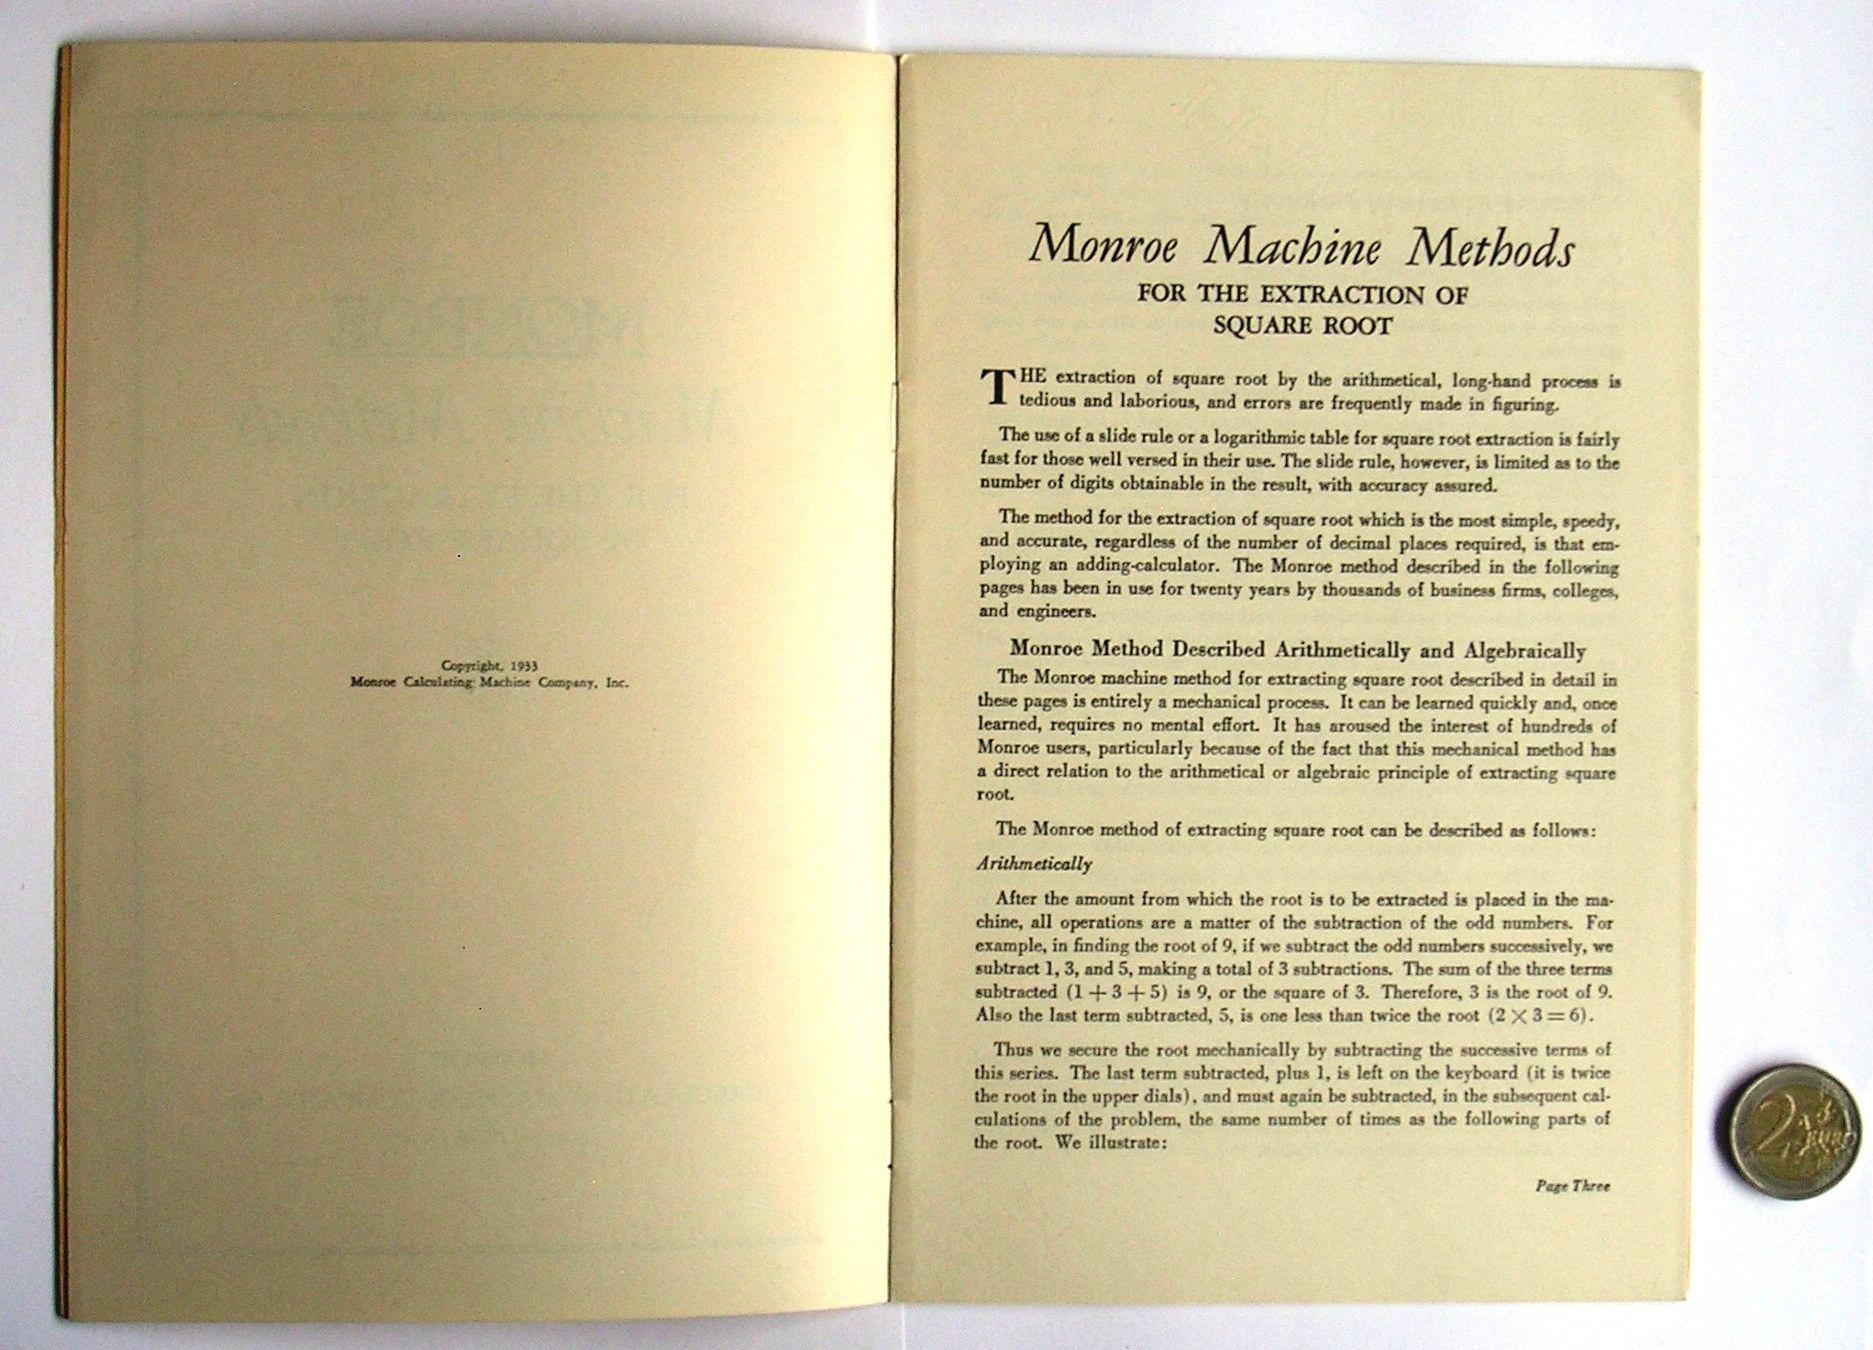 Copyright, 1933
Monroe Calculating Machine Company, Inc.
Monroe Machine Methods
FOR THE EXTRACTION OF
SQUARE ROOT
THE extraction of square root by the arithmetical, long-hand process is
tedious and laborious, and errors are frequently made in figuring.
The use of a slide rule or a logarithmic table for square root extraction is fairly
fast for those well versed in their use. The slide rule, however, is limited as to the
number of digits obtainable in the result, with accuracy assured.
The method for the extraction of square root which is the most simple, speedy,
and accurate, regardless of the number of decimal places required, is that em-
ploying an adding-calculator. The Monroe method described in the following
pages has been in use for twenty years by thousands of business firms, colleges,
and engineers.
Monroe Method Described Arithmetically and Algebraically
The Monroe machine method for extracting square root described in detail in
these pages is entirely a mechanical process. It can be learned quickly and, once
learned, requires no mental effort. It has aroused the interest of hundreds of
Monroe users, particularly because of the fact that this mechanical method has
a direct relation to the arithmetical or algebraic principle of extracting square
root.
The Monroe method of extracting square root can be described as follows:
Arithmetically
After the amount from which the root is to be extracted is placed in the ma-
chine, all operations are a matter of the subtraction of the odd numbers. For
example, in finding the root of 9, if we subtract the odd numbers successively, we
subtract 1, 3, and 5, making a total of 3 subtractions. The sum of the three terms
subtracted (1 + 3 + 5) is 9, or the square of 3. Therefore, 3 is the root of 9.
Also the last term subtracted, 5, is one less than twice the root (2 × 3 = 6).
Thus we secure the root mechanically by subtracting the successive terms of
this series. The last term subtracted, plus 1, is left on the keyboard (it is twice
the root in the upper dials), and must again be subtracted, in the subsequent cal-
culations of the problem, the same number of times as the following parts of
the root. We illustrate:
Page Three
2 EURO